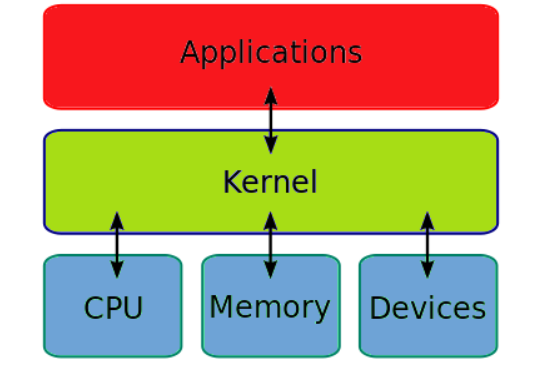 Applications
Kernel
CPU
Memory
Devices